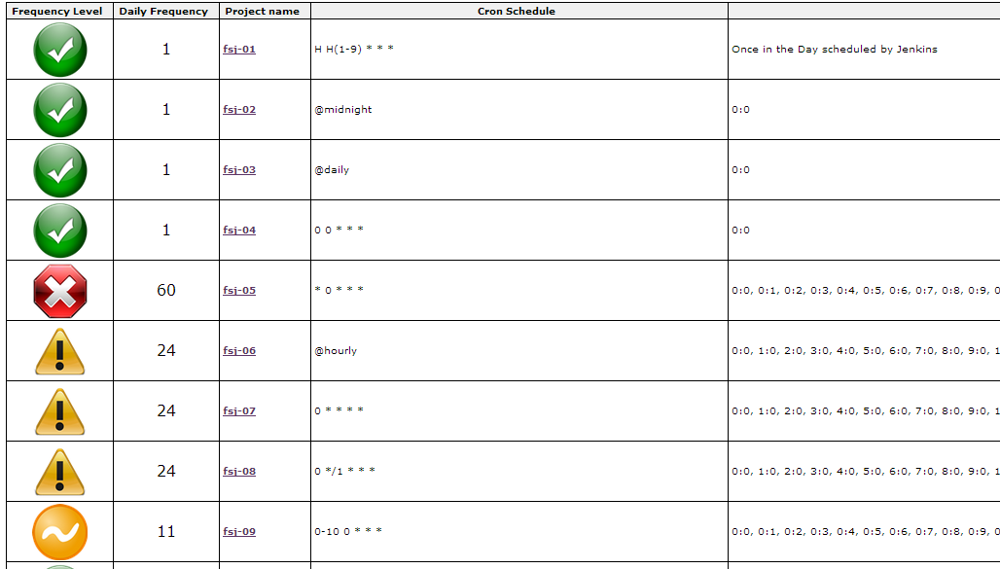 Frequency Level Daily Frequency Project name Cron Schedule
1 fsj-01 H H(1-9) * * * Once in the Day scheduled by Jenkins
1 fsj-02 @midnight 0:0
1 fsj-03 @daily 0:0
1 fsj-04 0 0 * * * 0:0
60 fsj-05 * 0 * * * 0:0, 0:1, 0:2, 0:3, 0:4, 0:5, 0:6, 0:7, 0:8, 0:9, 0
24 fsj-06 @hourly 0:0, 1:0, 2:0, 3:0, 4:0, 5:0, 6:0, 7:0, 8:0, 9:0, 1
24 fsj-07 0 * * * * 0:0, 1:0, 2:0, 3:0, 4:0, 5:0, 6:0, 7:0, 8:0, 9:0, 1
24 fsj-08 0 */1 * * * 0:0, 1:0, 2:0, 3:0, 4:0, 5:0, 6:0, 7:0, 8:0, 9:0, 1
11 fsj-09 0-10 0 * * * 0:0, 0:1, 0:2, 0:3, 0:4, 0:5, 0:6, 0:7, 0:8, 0:9, 0